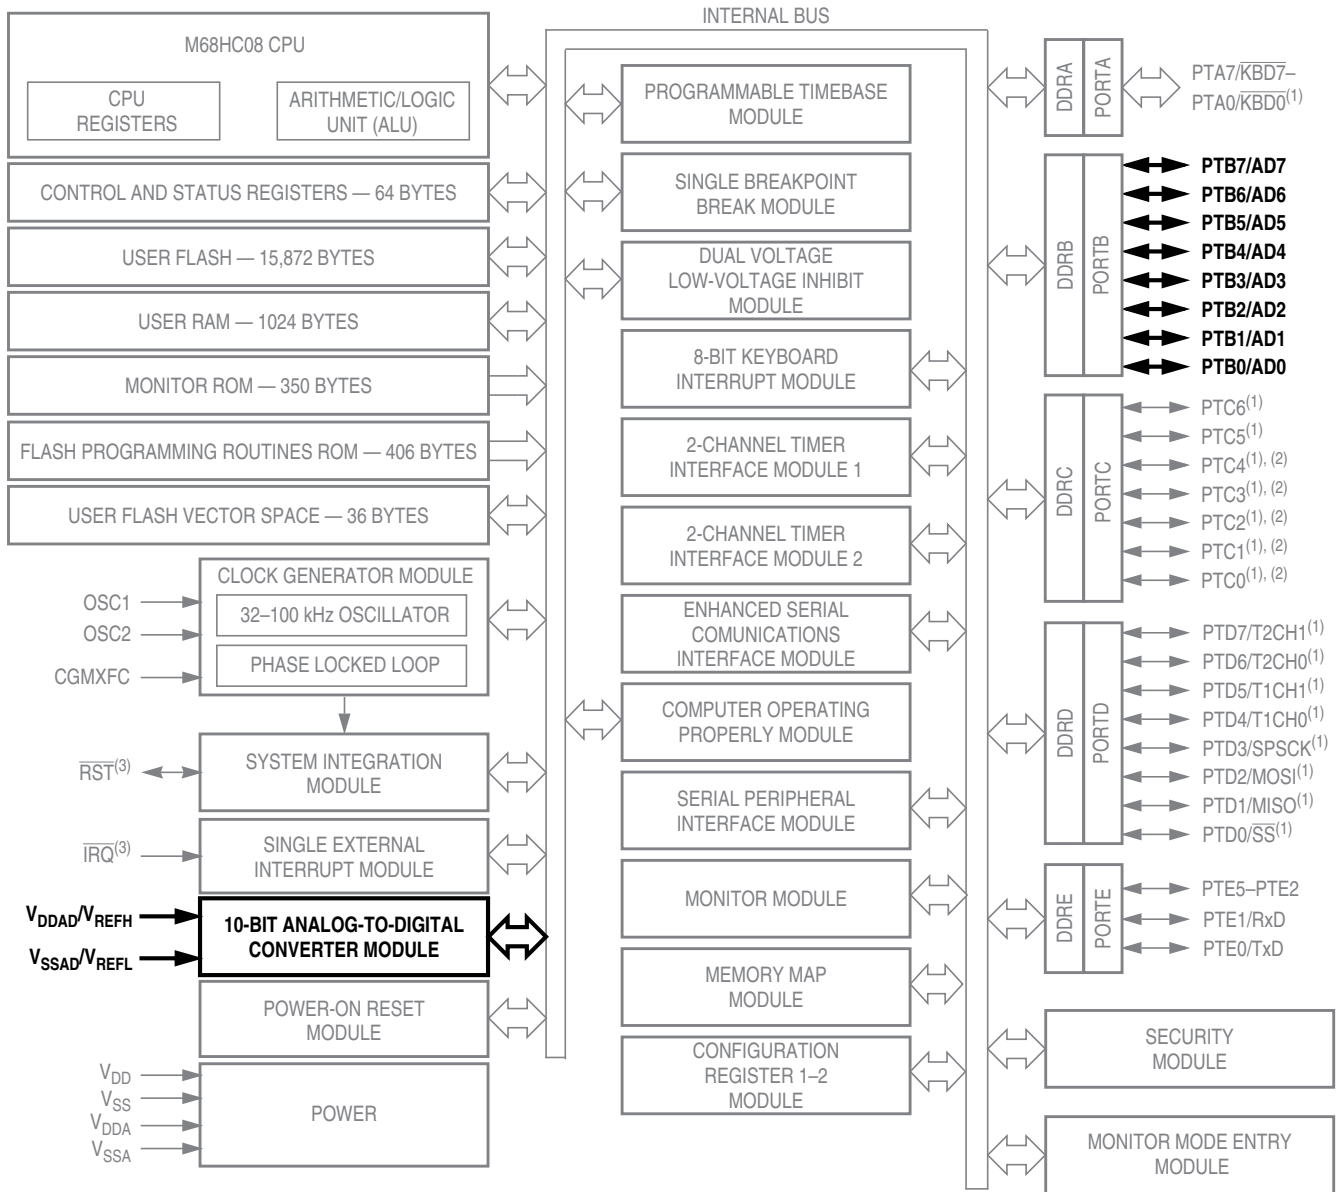 INTERNAL BUS
M68HC08 CPU
CPU
REGISTERS
ARITHMETIC/LOGIC
UNIT (ALU)
CONTROL AND STATUS REGISTERS — 64 BYTES
USER FLASH — 15,872 BYTES
USER RAM — 1024 BYTES
MONITOR ROM — 350 BYTES
FLASH PROGRAMMING ROUTINES ROM — 406 BYTES
USER FLASH VECTOR SPACE — 36 BYTES
CLOCK GENERATOR MODULE
32–100 kHz OSCILLATOR
PHASE LOCKED LOOP
OSC1
OSC2
CGMXFC
SYSTEM INTEGRATION
MODULE
R̅S̅T̅(3)
SINGLE EXTERNAL
INTERRUPT MODULE
I̅R̅Q̅(3)
VDDAD/VREFH
VSSAD/VREFL
10-BIT ANALOG-TO-DIGITAL
CONVERTER MODULE
POWER-ON RESET
MODULE
VDD
VSS
VDDA
VSSA
POWER
PROGRAMMABLE TIMEBASE
MODULE
SINGLE BREAKPOINT
BREAK MODULE
DUAL VOLTAGE
LOW-VOLTAGE INHIBIT
MODULE
8-BIT KEYBOARD
INTERRUPT MODULE
2-CHANNEL TIMER
INTERFACE MODULE 1
2-CHANNEL TIMER
INTERFACE MODULE 2
ENHANCED SERIAL
COMUNICATIONS
INTERFACE MODULE
COMPUTER OPERATING
PROPERLY MODULE
SERIAL PERIPHERAL
INTERFACE MODULE
MONITOR MODULE
MEMORY MAP
MODULE
CONFIGURATION
REGISTER 1–2
MODULE
DDRA
PORTA
PTA7/K̅B̅D̅7̅–
PTA0/K̅B̅D̅0̅(1)
DDRB
PORTB
PTB7/AD7
PTB6/AD6
PTB5/AD5
PTB4/AD4
PTB3/AD3
PTB2/AD2
PTB1/AD1
PTB0/AD0
DDRC
PORTC
PTC6(1)
PTC5(1)
PTC4(1), (2)
PTC3(1), (2)
PTC2(1), (2)
PTC1(1), (2)
PTC0(1), (2)
DDRD
PORTD
PTD7/T2CH1(1)
PTD6/T2CH0(1)
PTD5/T1CH1(1)
PTD4/T1CH0(1)
PTD3/SPSCK(1)
PTD2/MOSI(1)
PTD1/MISO(1)
PTD0/S̅S̅(1)
DDRE
PORTE
PTE5–PTE2
PTE1/RxD
PTE0/TxD
SECURITY
MODULE
MONITOR MODE ENTRY
MODULE